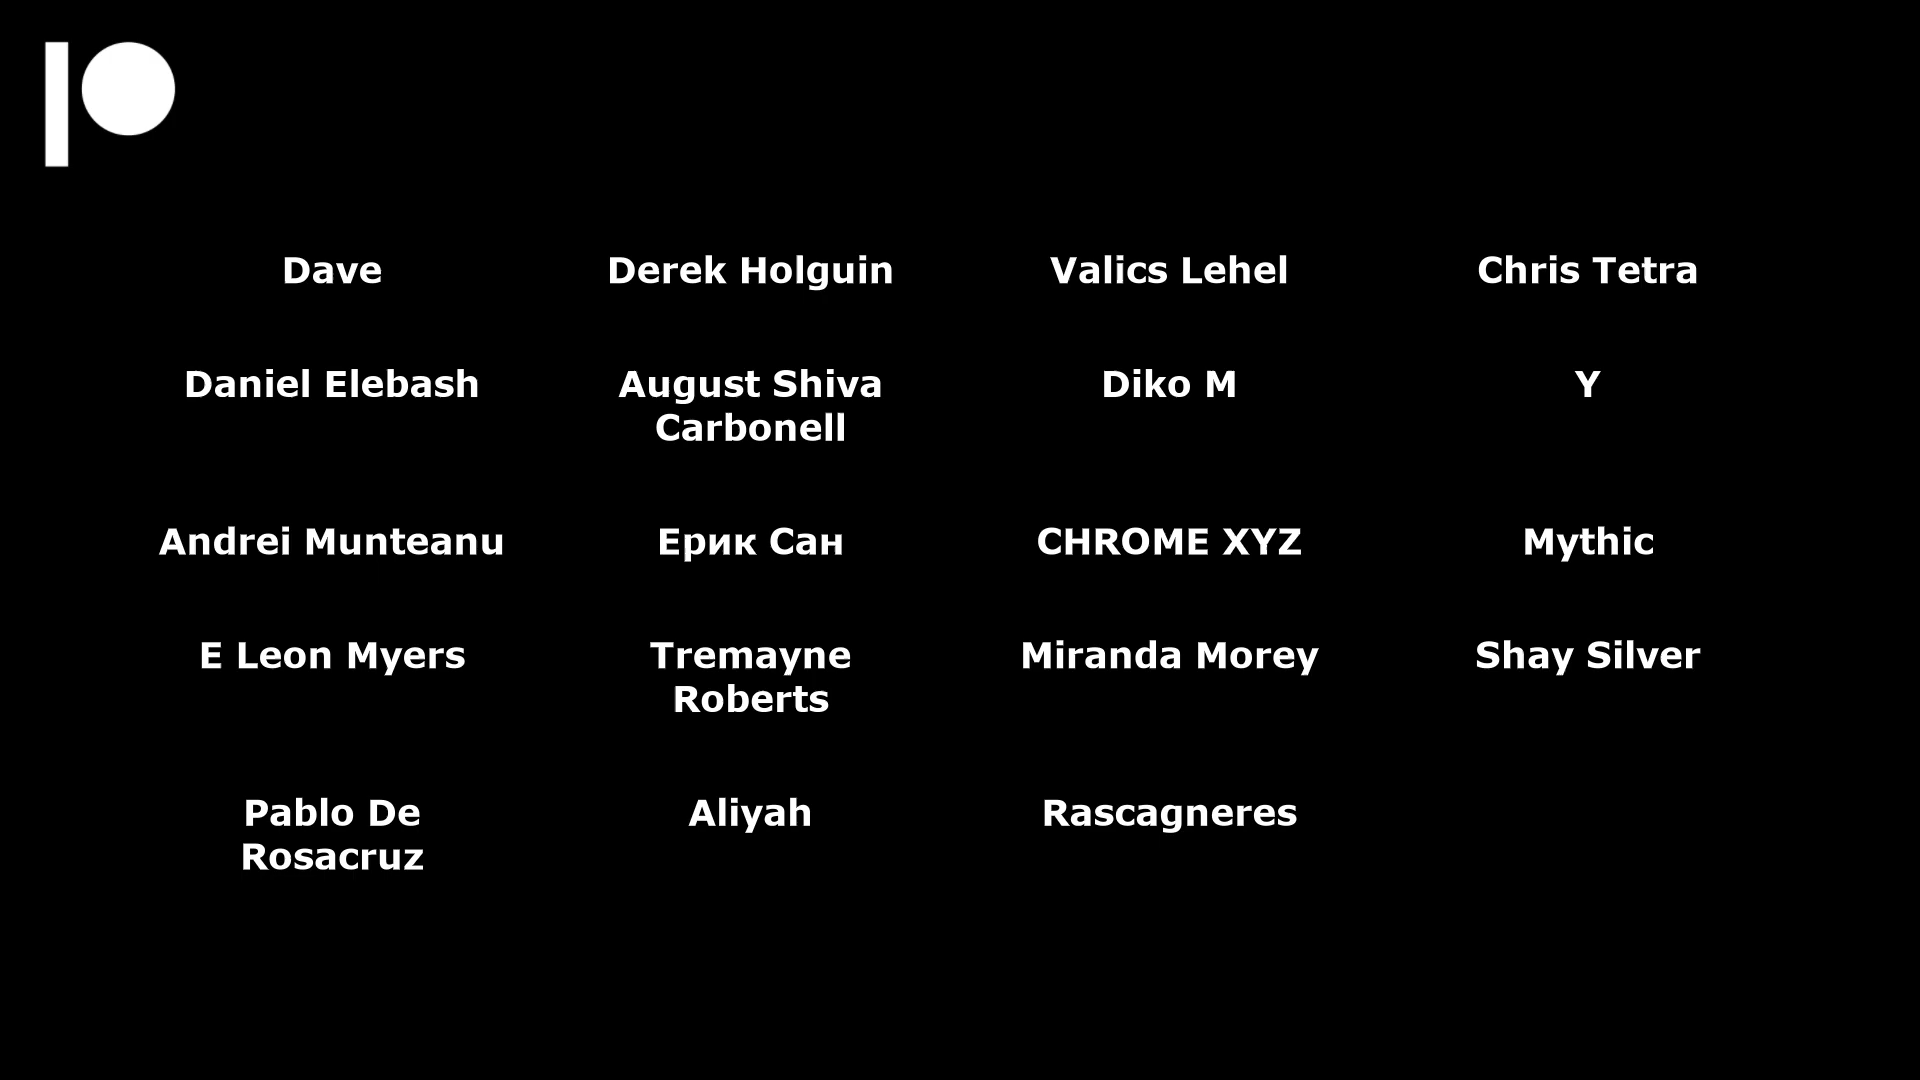 Dave
Derek Holguin
Valics Lehel
Chris Tetra
Daniel Elebash
August Shiva
Carbonell
Diko M
Y
Andrei Munteanu
Ерик Сан
CHROME XYZ
Mythic
E Leon Myers
Tremayne
Roberts
Miranda Morey
Shay Silver
Pablo De
Rosacruz
Aliyah
Rascagneres